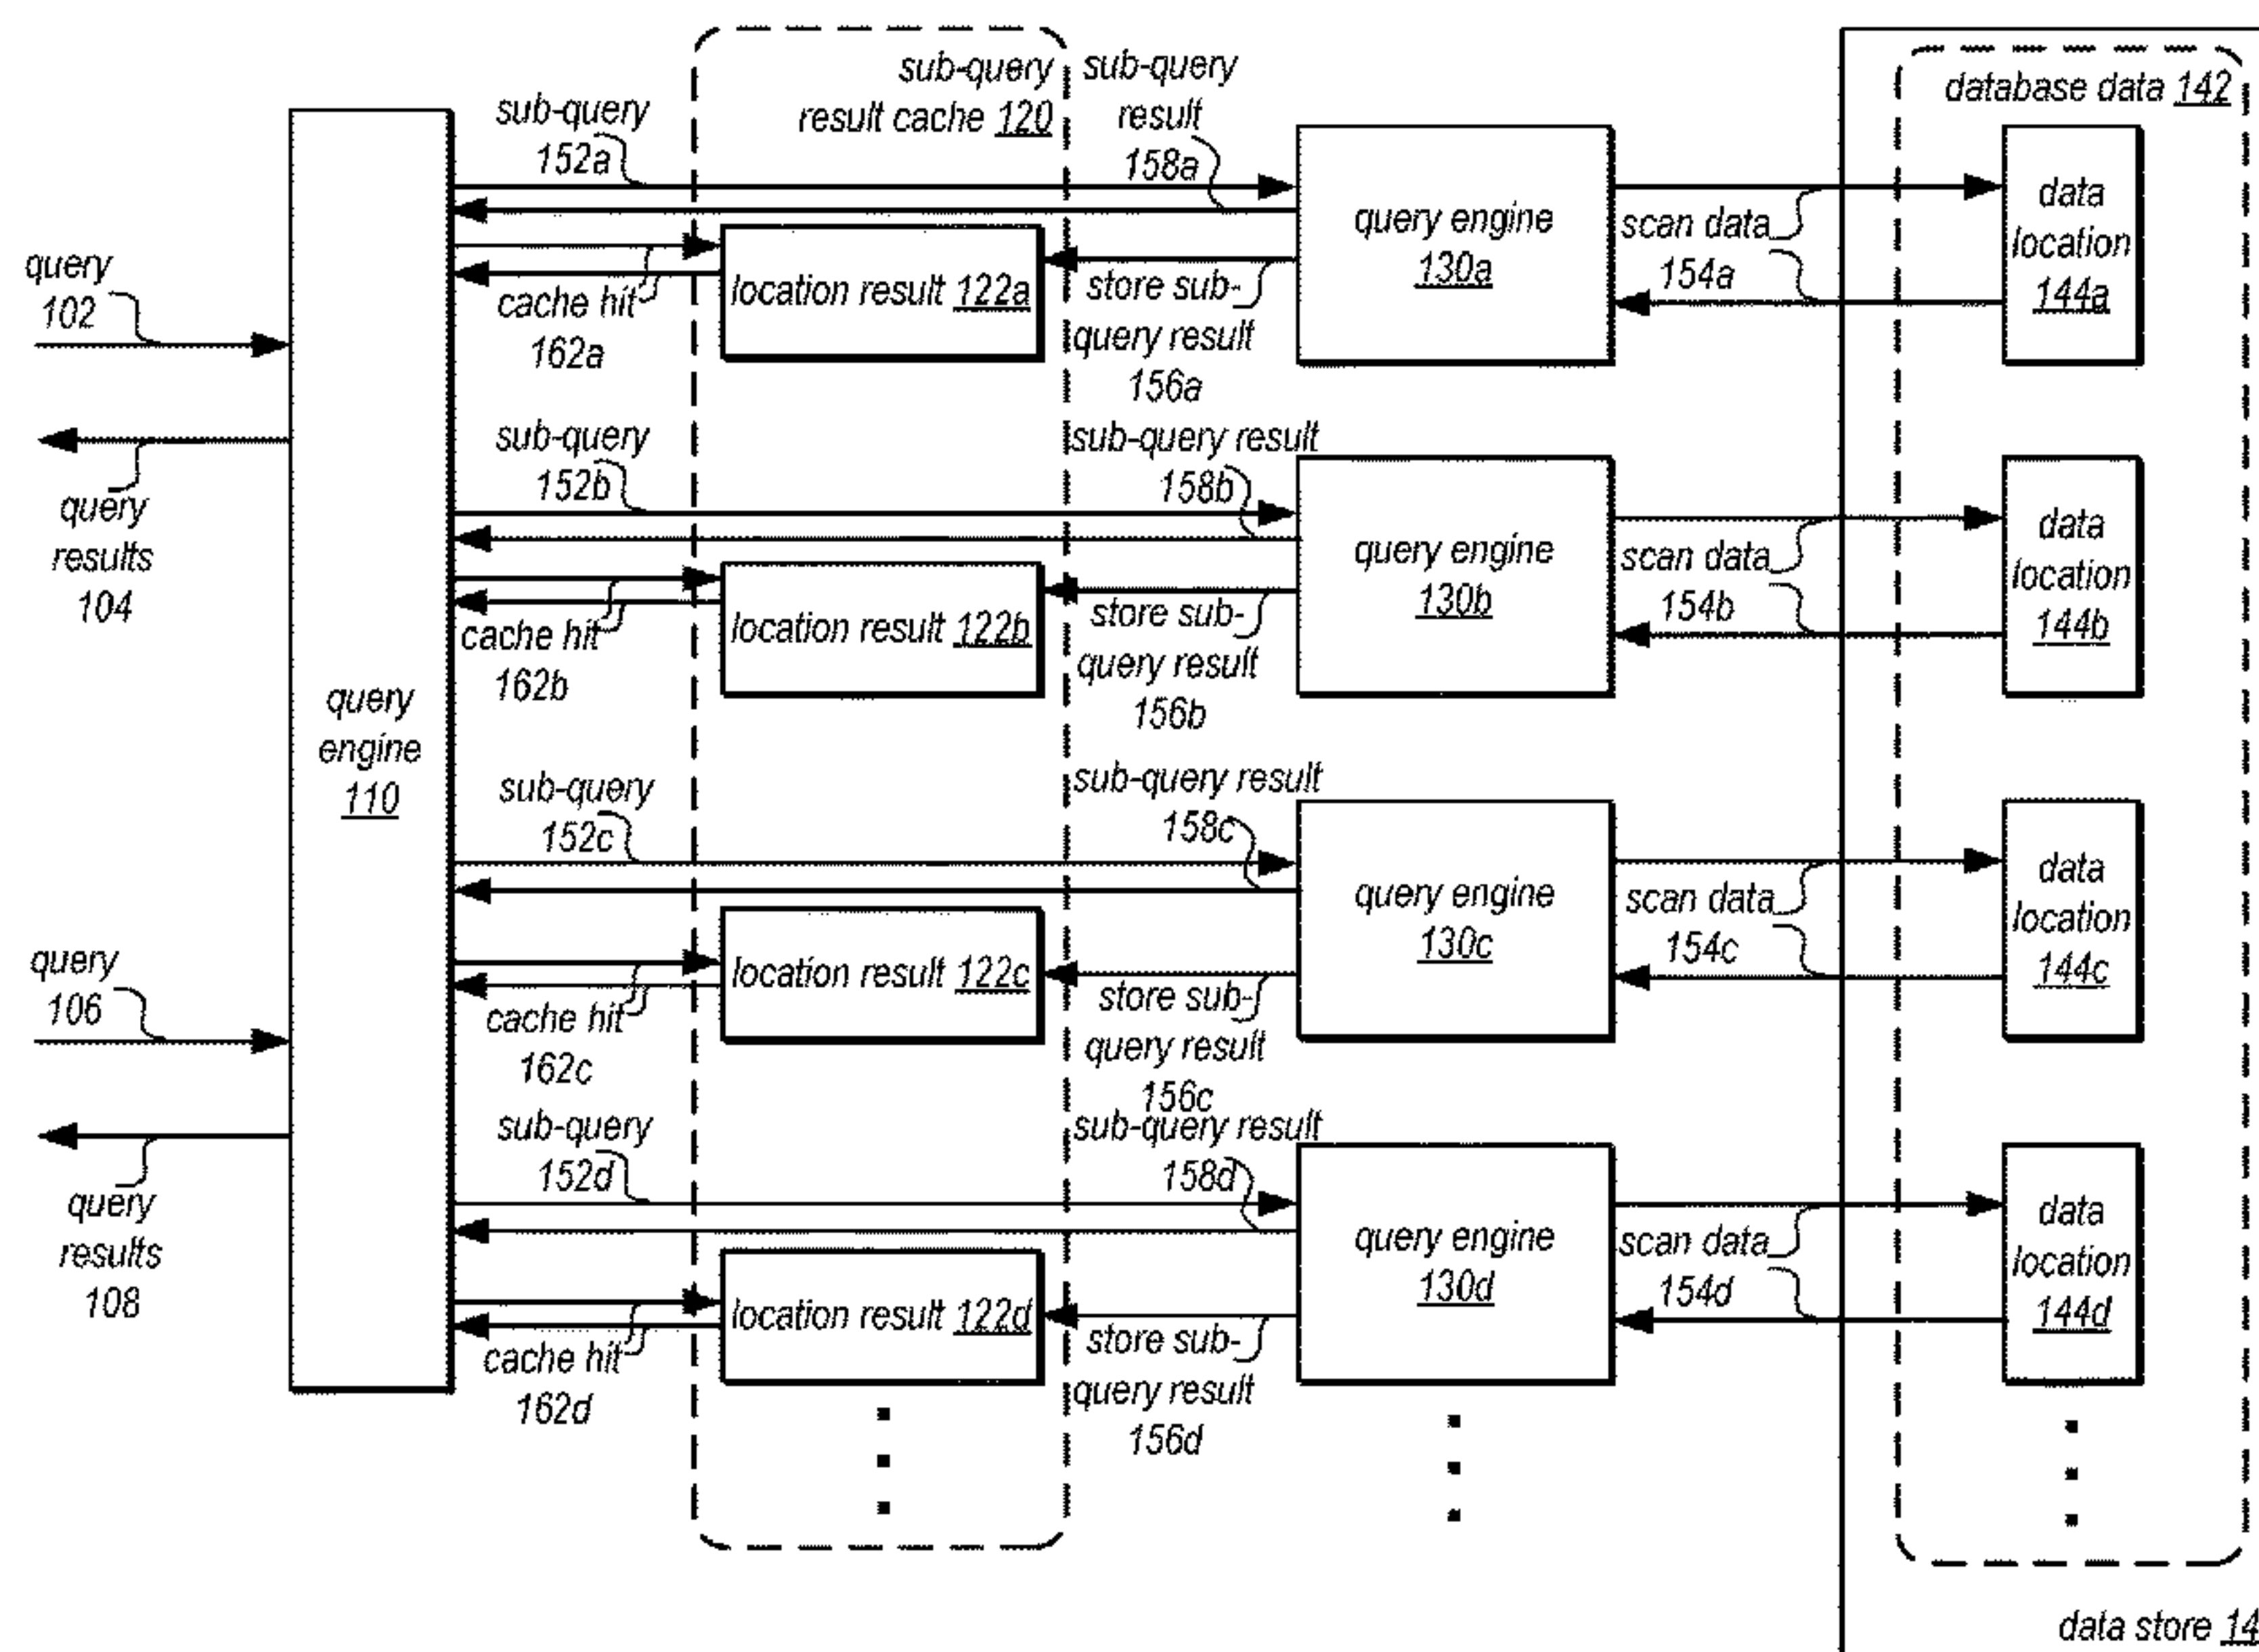 sub-query
result cache 120
sub-query
result
158a
database data 142
sub-query
152a
query engine
130a
scan data
154a
data
location
144a
query
102
cache hit
162a
location result 122a
store sub-
query result
156a
query
results
104
sub-query
152b
sub-query result
158b
query engine
130b
scan data
154b
data
location
144b
cache hit
162b
location result 122b
store sub-
query result
156b
query
engine
110
sub-query
152c
sub-query result
158c
query engine
130c
scan data
154c
data
location
144c
query
106
cache hit
162c
location result 122c
store sub-
query result
156c
query
results
108
sub-query
152d
sub-query result
158d
query engine
130d
scan data
154d
data
location
144d
cache hit
162d
location result 122d
store sub-
query result
156d
data store 14